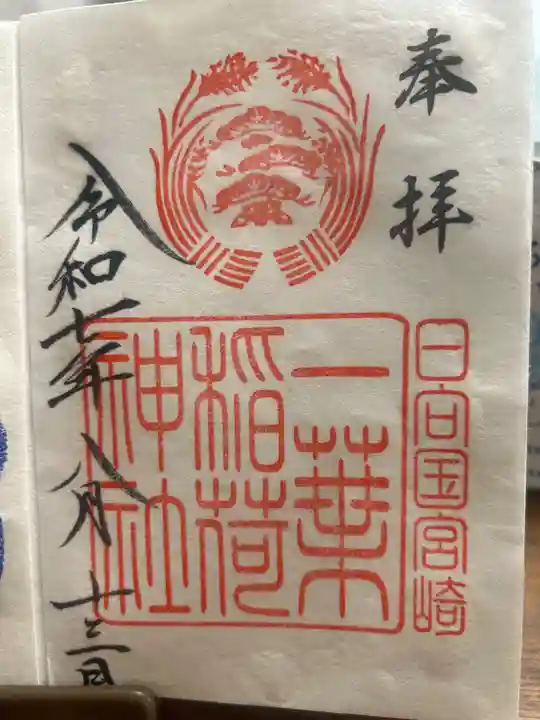 奉拝
日向国宮崎
一葉
稲荷
神社
令和七年八月十三日